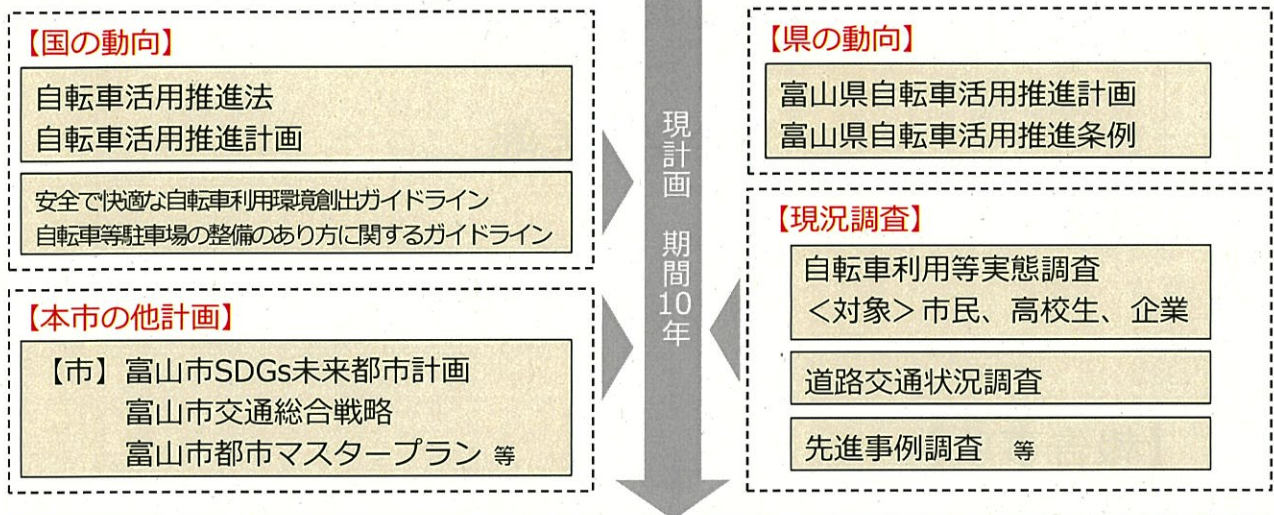 【国の動向】
自転車活用推進法
自転車活用推進計画
安全で快適な自転車利用環境創出ガイドライン
自転車等駐車場の整備のあり方に関するガイドライン
【本市の他計画】
【市】富山市SDGs未来都市計画
富山市交通総合戦略
富山市都市マスタープラン 等
現計画 期間10年
【県の動向】
富山県自転車活用推進計画
富山県自転車活用推進条例
【現況調査】
自転車利用等実態調査
<対象>市民、高校生、企業
道路交通状況調査
先進事例調査 等